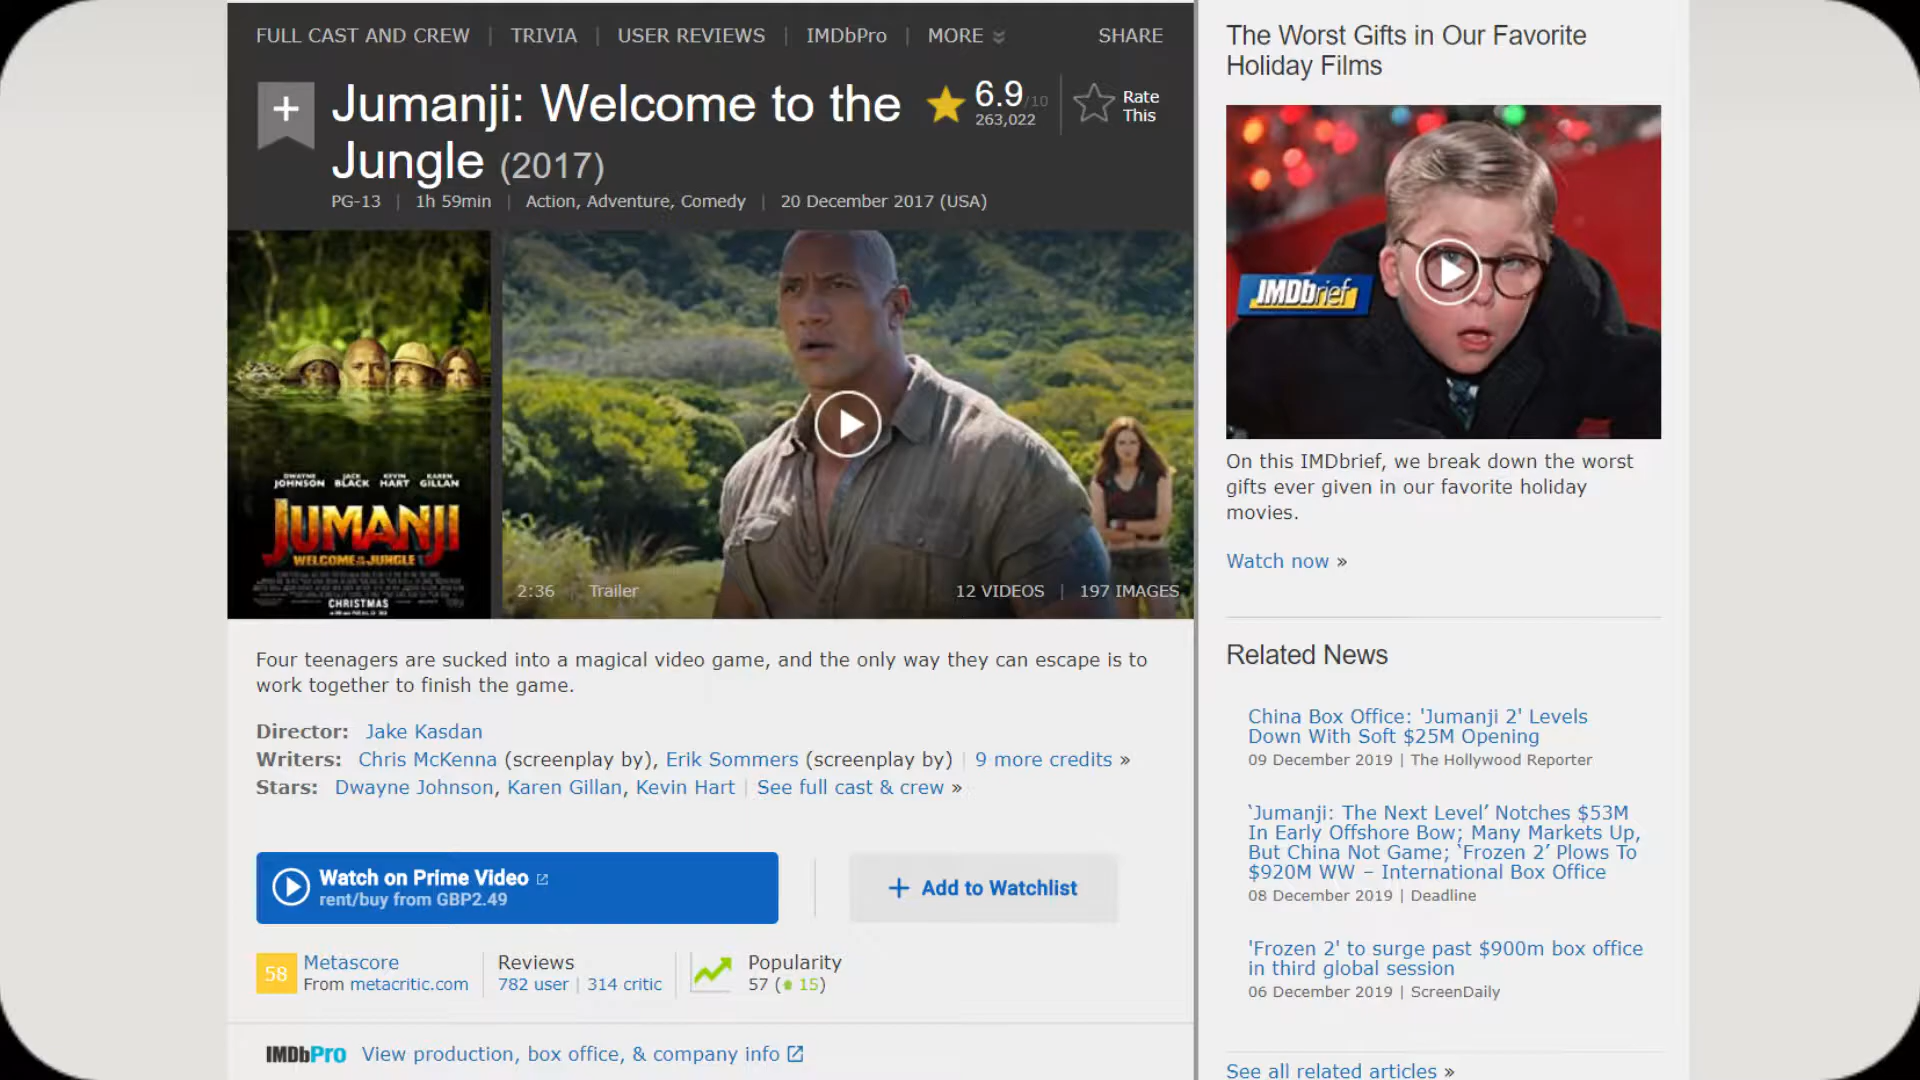 FULL CAST AND CREW | TRIVIA | USER REVIEWS | IMDbPro | MORE SHARE
+ Jumanji: Welcome to the
Jungle (2017)
6.9/10
263,022
Rate
This
PG-13 | 1h 59min | Action, Adventure, Comedy | 20 December 2017 (USA)
DWAYNE JACK KEVIN KAREN
JOHNSON BLACK HART GILLAN
JUMANJI
WELCOME TO THE JUNGLE
CHRISTMAS
2:36 | Trailer
12 VIDEOS | 197 IMAGES
Four teenagers are sucked into a magical video game, and the only way they can escape is to
work together to finish the game.
Director: Jake Kasdan
Writers: Chris McKenna (screenplay by), Erik Sommers (screenplay by) | 9 more credits »
Stars: Dwayne Johnson, Karen Gillan, Kevin Hart | See full cast & crew »
Watch on Prime Video
rent/buy from GBP2.49
+ Add to Watchlist
58
Metascore
From metacritic.com
Reviews
782 user | 314 critic
Popularity
57 (15)
IMDbPro View production, box office, & company info
The Worst Gifts in Our Favorite
Holiday Films
IMDbrief
On this IMDbrief, we break down the worst
gifts ever given in our favorite holiday
movies.
Watch now »
Related News
China Box Office: 'Jumanji 2' Levels
Down With Soft $25M Opening
09 December 2019 | The Hollywood Reporter
‘Jumanji: The Next Level’ Notches $53M
In Early Offshore Bow; Many Markets Up,
But China Not Game; ‘Frozen 2’ Plows To
$920M WW – International Box Office
08 December 2019 | Deadline
'Frozen 2' to surge past $900m box office
in third global session
06 December 2019 | ScreenDaily
See all related articles »